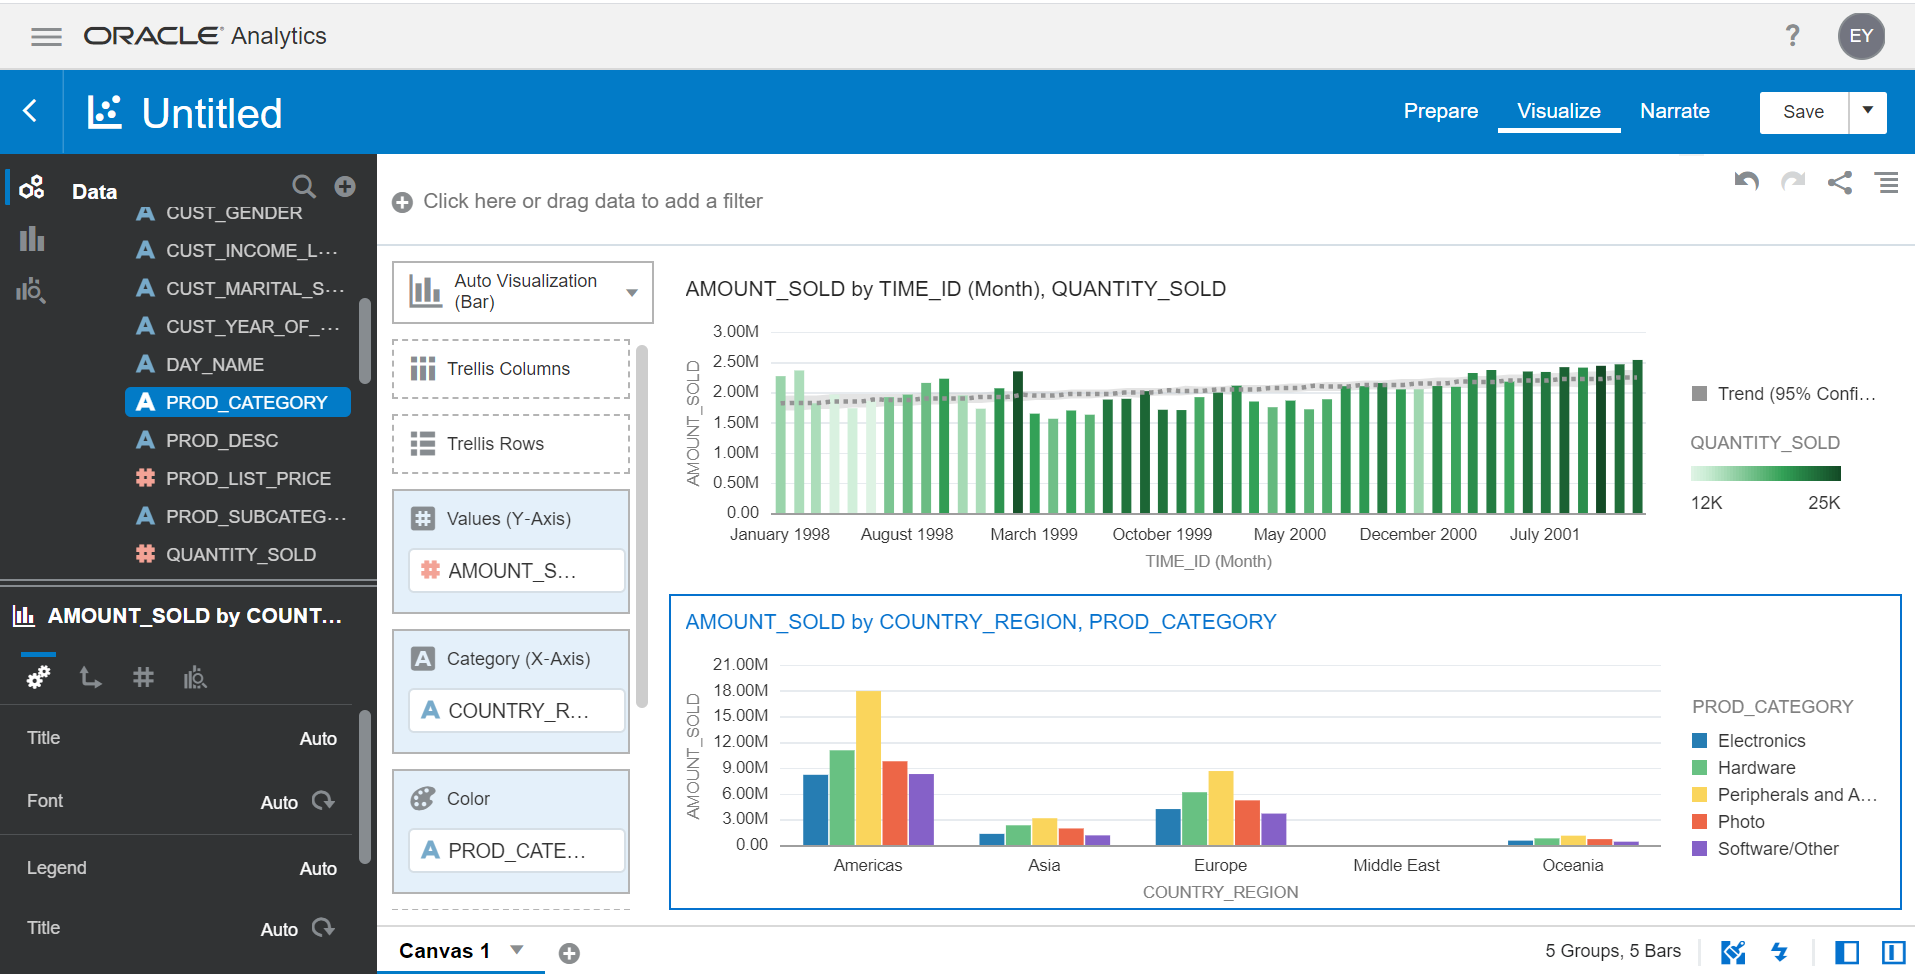 ORACLE Analytics
?
EY
Untitled
Prepare
Visualize
Narrate
Save
Data
CUST_GENDER
CUST_INCOME_L...
CUST_MARITAL_S...
CUST_YEAR_OF_...
DAY_NAME
PROD_CATEGORY
PROD_DESC
PROD_LIST_PRICE
PROD_SUBCATEG...
QUANTITY_SOLD
AMOUNT_SOLD by COUNT...
Title
Auto
Font
Auto
Legend
Auto
Title
Auto
Click here or drag data to add a filter
Auto Visualization
(Bar)
Trellis Columns
Trellis Rows
Values (Y-Axis)
AMOUNT_S...
Category (X-Axis)
COUNTRY_R...
Color
PROD_CATE...
AMOUNT_SOLD by TIME_ID (Month), QUANTITY_SOLD
AMOUNT_SOLD
3.00M
2.50M
2.00M
1.50M
1.00M
0.50M
0.00
January 1998
August 1998
March 1999
October 1999
May 2000
December 2000
July 2001
TIME_ID (Month)
Trend (95% Confi...
QUANTITY_SOLD
12K
25K
AMOUNT_SOLD by COUNTRY_REGION, PROD_CATEGORY
AMOUNT_SOLD
21.00M
18.00M
15.00M
12.00M
9.00M
6.00M
3.00M
0.00
Americas
Asia
Europe
Middle East
Oceania
COUNTRY_REGION
PROD_CATEGORY
Electronics
Hardware
Peripherals and A...
Photo
Software/Other
Canvas 1
5 Groups, 5 Bars